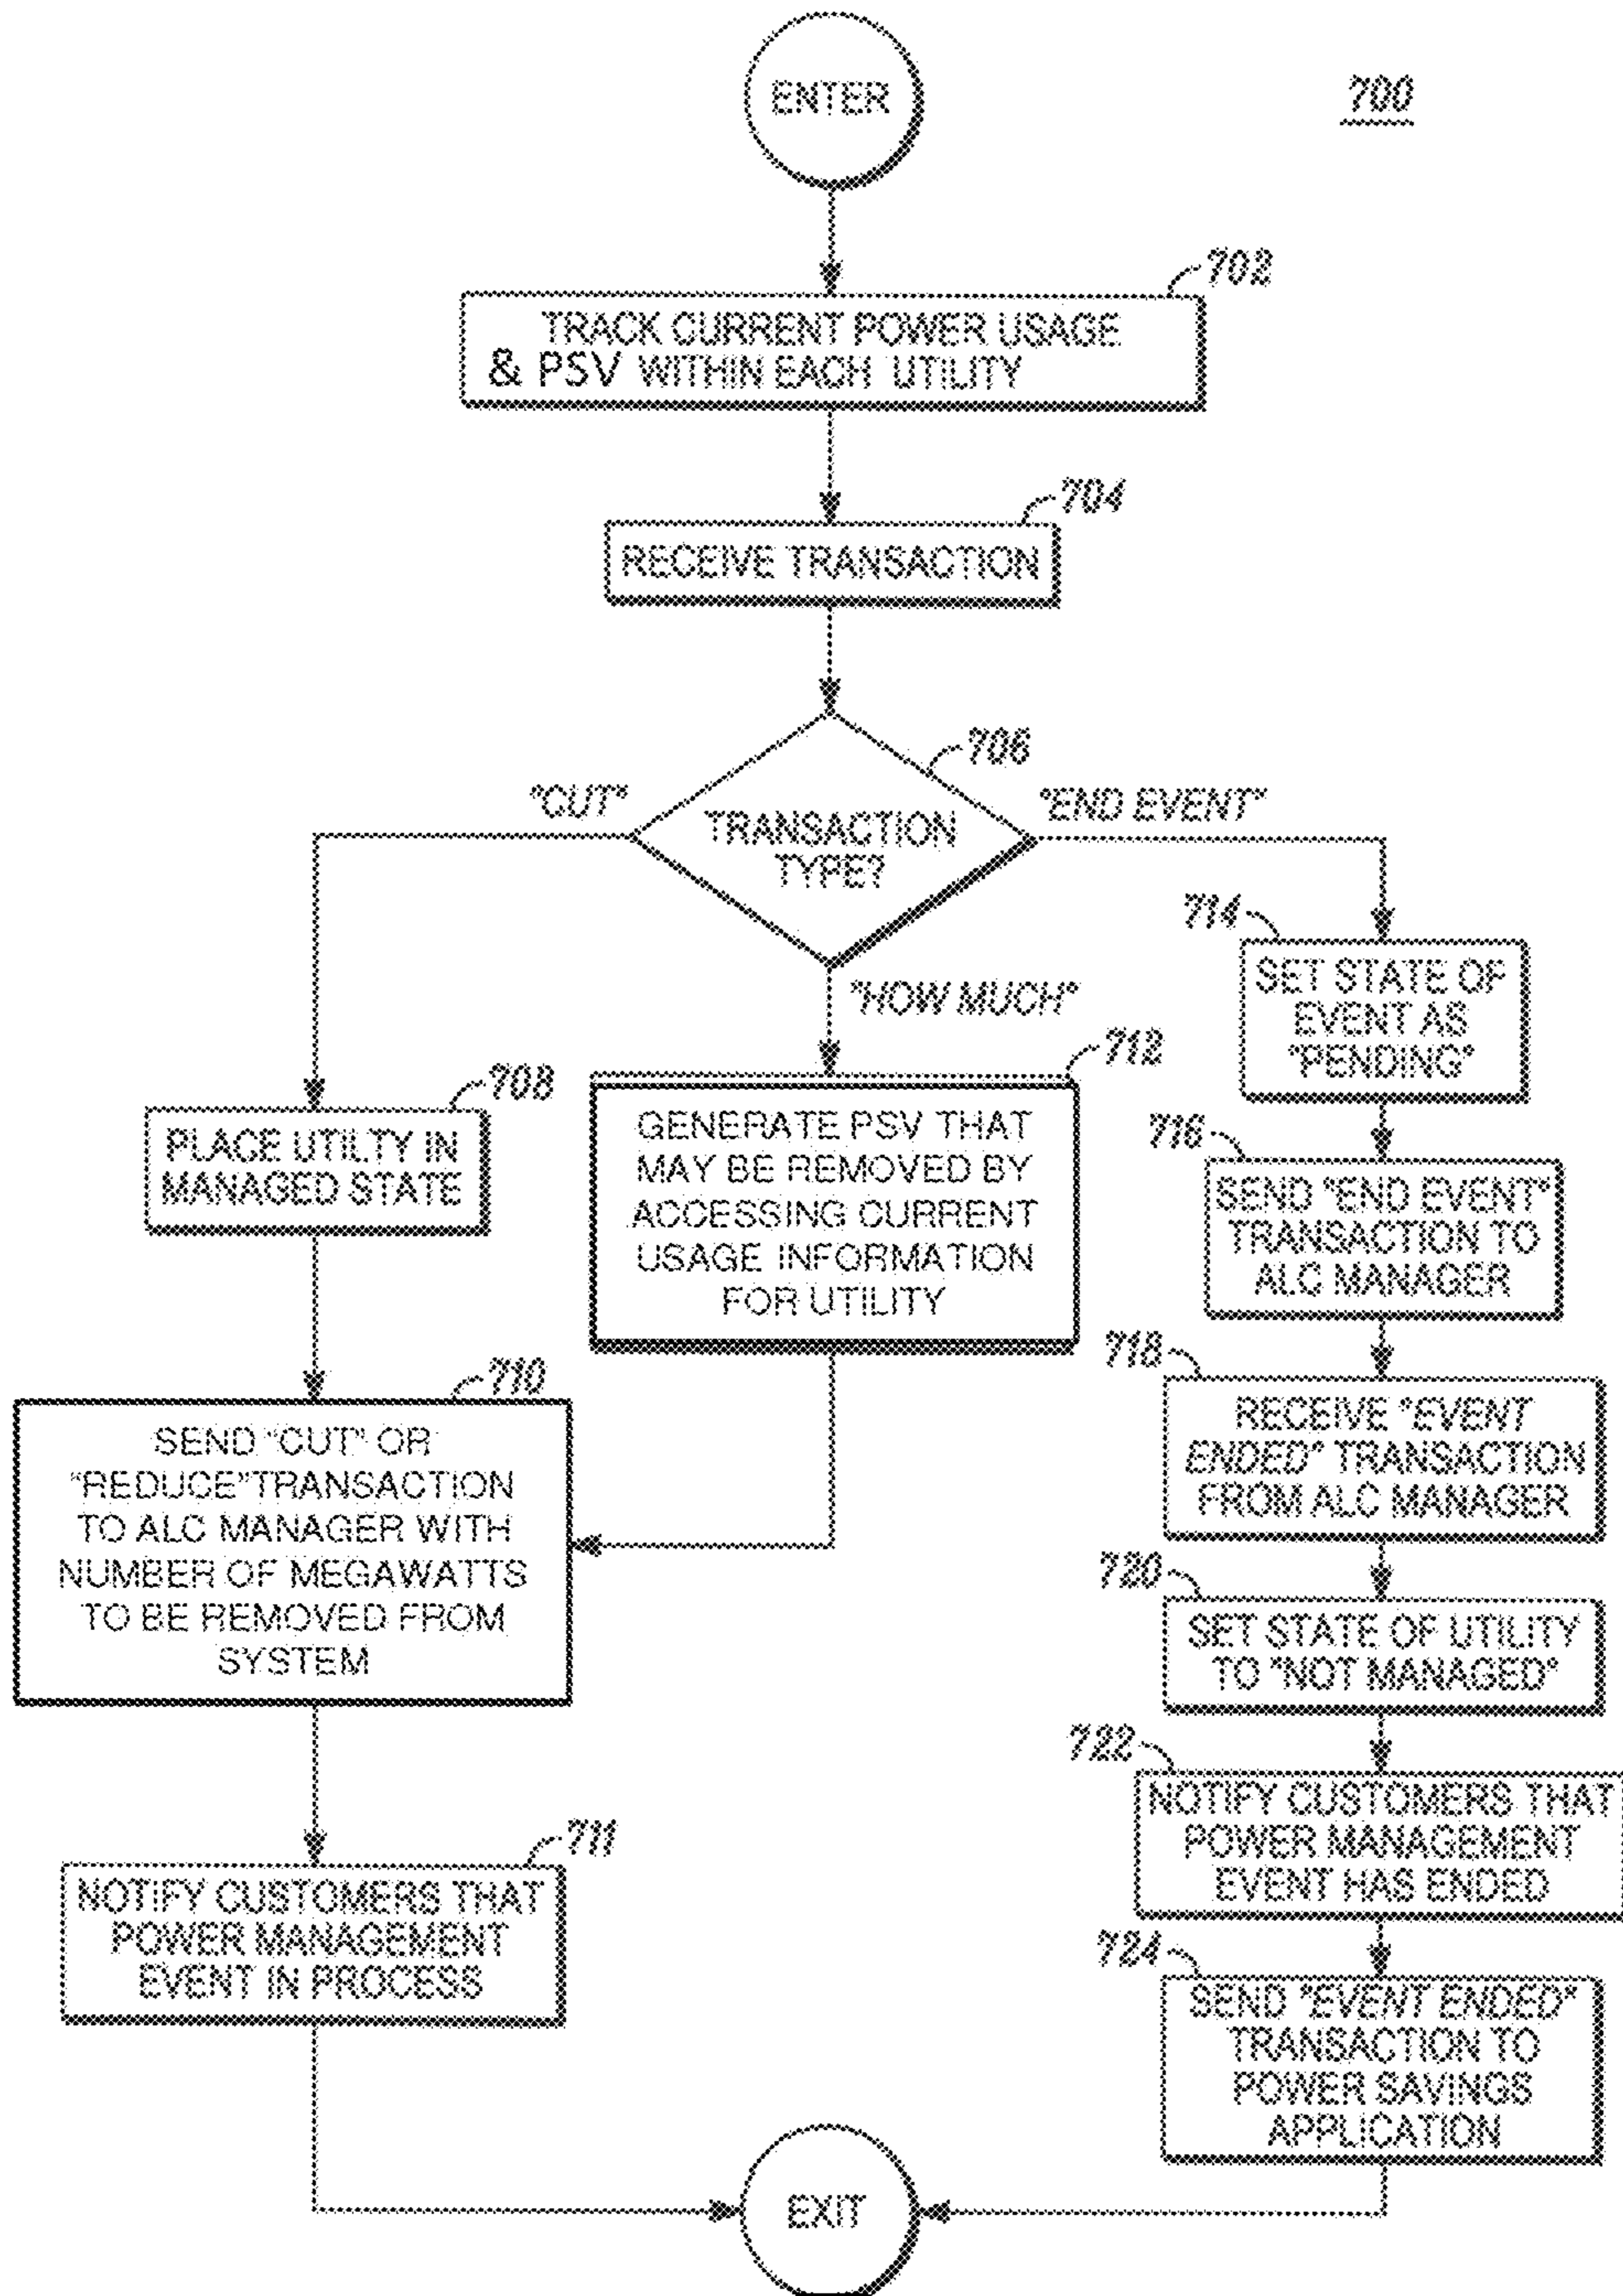 ENTER
700
702
TRACK CURRENT POWER USAGE
& PSV WITHIN EACH UTILITY
704
RECEIVE TRANSACTION
706
TRANSACTION
TYPE?
"CUT"
"END EVENT"
"HOW MUCH"
708
PLACE UTILTY IN
MANAGED STATE
712
GENERATE PSV THAT
MAY BE REMOVED BY
ACCESSING CURRENT
USAGE INFORMATION
FOR UTILITY
710
SEND "CUT" OR
"REDUCE"TRANSACTION
TO ALC MANAGER WITH
NUMBER OF MEGAWATTS
TO BE REMOVED FROM
SYSTEM
711
NOTIFY CUSTOMERS THAT
POWER MANAGEMENT
EVENT IN PROCESS
714
SET STATE OF
EVENT AS
"PENDING"
716
SEND "END EVENT"
TRANSACTION TO
ALC MANAGER
718
RECEIVE "EVENT
ENDED" TRANSACTION
FROM ALC MANAGER
720
SET STATE OF UTILITY
TO "NOT MANAGED"
722
NOTIFY CUSTOMERS THAT
POWER MANAGEMENT
EVENT HAS ENDED
724
SEND "EVENT ENDED"
TRANSACTION TO
POWER SAVINGS
APPLICATION
EXIT